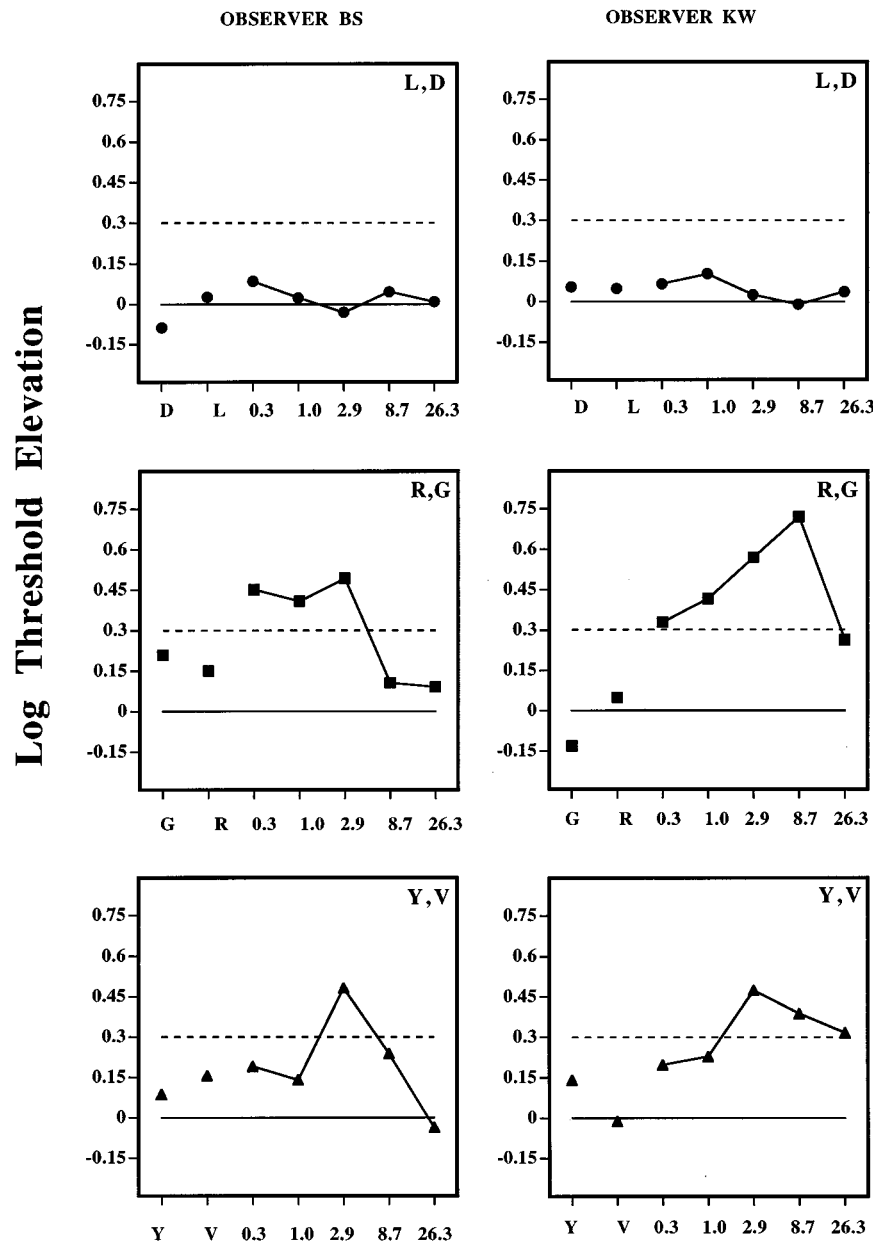 OBSERVER BS
OBSERVER KW
Log Threshold Elevation
L,D
0.75
0.6
0.45
0.3
0.15
0
-0.15
D L 0.3 1.0 2.9 8.7 26.3
L,D
0.75
0.6
0.45
0.3
0.15
0
-0.15
D L 0.3 1.0 2.9 8.7 26.3
R,G
0.75
0.6
0.45
0.3
0.15
0
-0.15
G R 0.3 1.0 2.9 8.7 26.3
R,G
0.75
0.6
0.45
0.3
0.15
0
-0.15
G R 0.3 1.0 2.9 8.7 26.3
Y,V
0.75
0.6
0.45
0.3
0.15
0
-0.15
Y V 0.3 1.0 2.9 8.7 26.3
Y,V
0.75
0.6
0.45
0.3
0.15
0
-0.15
Y V 0.3 1.0 2.9 8.7 26.3